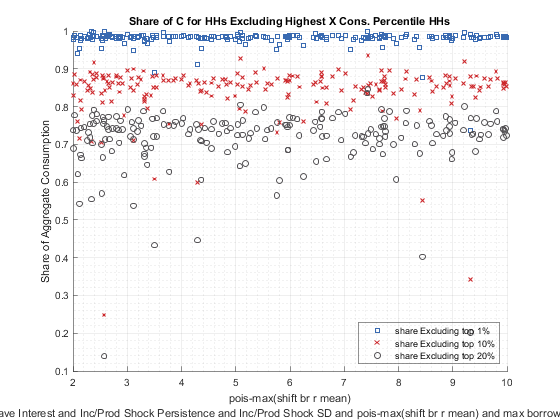 Share of C for HHs Excluding Highest X Cons. Percentile HHs
1
0.9
0.8
0.7
0.6
0.5
0.4
0.3
0.2
0.1
Share of Aggregate Consumption
share Excluding top 1%
share Excluding top 10%
share Excluding top 20%
2 3 4 5 6 7 8 9 10
pois-max(shift br r mean)
ave Interest and Inc/Prod Shock Persistence and Inc/Prod Shock SD and pois-max(shift br r mean) and max borrow